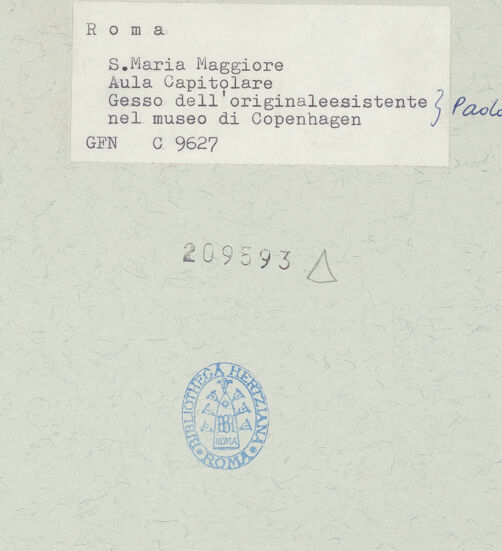 Roma
S.Maria Maggiore
Aula Capitolare
Gesso dell'originaleesistente
nel museo di Copenhagen
} Paolo
GFN C 9627
209593
BIBLIOTHECA HERTZIANA
ROMA
ROMA